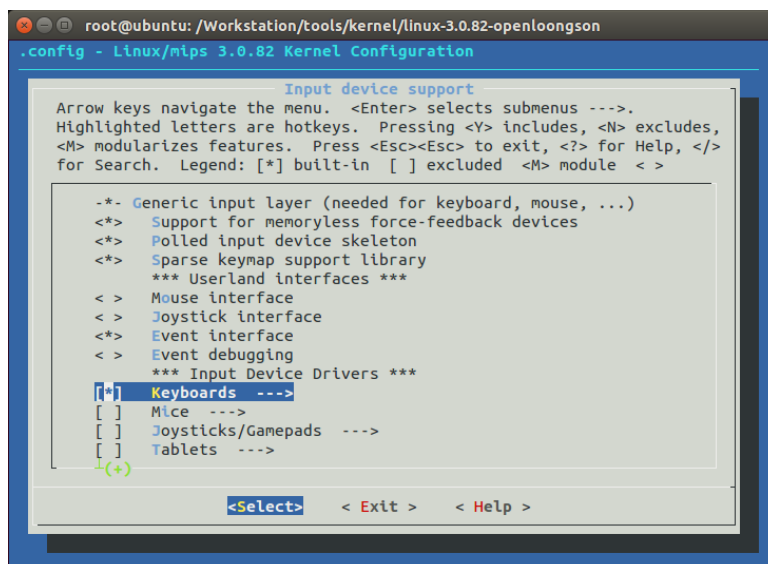 root@ubuntu: /Workstation/tools/kernel/linux-3.0.82-openloongson
.config - Linux/mips 3.0.82 Kernel Configuration
Input device support
Arrow keys navigate the menu.  <Enter> selects submenus --->.
Highlighted letters are hotkeys.  Pressing <Y> includes, <N> excludes,
<M> modularizes features.  Press <Esc><Esc> to exit, <?> for Help, </>
for Search.  Legend: [*] built-in  [ ] excluded  <M> module  < >
-*- Generic input layer (needed for keyboard, mouse, ...)
<*>   Support for memoryless force-feedback devices
<*>   Polled input device skeleton
<*>   Sparse keymap support library
*** Userland interfaces ***
< >   Mouse interface
< >   Joystick interface
<*>   Event interface
< >   Event debugging
*** Input Device Drivers ***
[*]   Keyboards  --->
[ ]   Mice  --->
[ ]   Joysticks/Gamepads  --->
[ ]   Tablets  --->
(+)
<Select>    < Exit >    < Help >